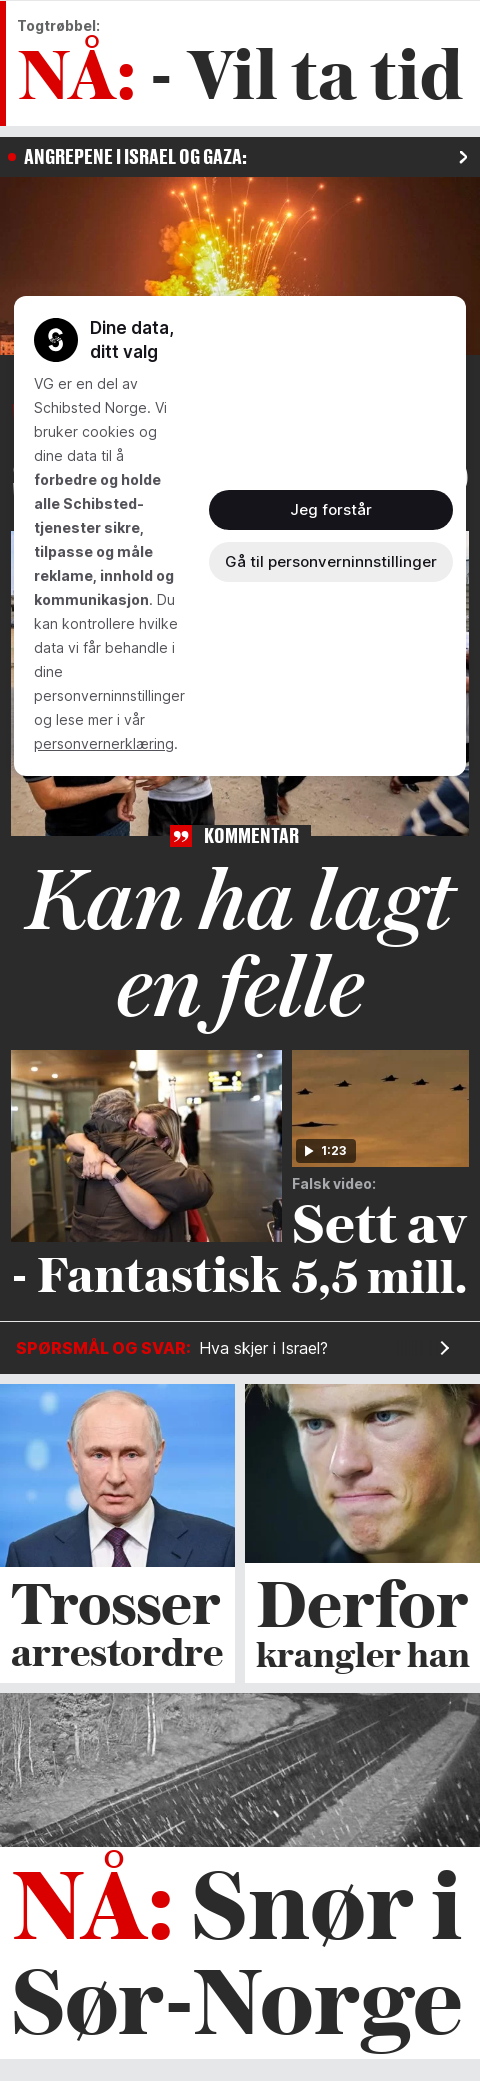 Togtrøbbel:
NÅ: - Vil ta tid
ANGREPENE I ISRAEL OG GAZA:
Dine data,
ditt valg
VG er en del av
Schibsted Norge. Vi
bruker cookies og
dine data til å
forbedre og holde
alle Schibsted-
tjenester sikre,
tilpasse og måle
reklame, innhold og
kommunikasjon. Du
kan kontrollere hvilke
data vi får behandle i
dine
personverninnstillinger
og lese mer i vår
personvernerklæring.
Jeg forstår
Gå til personverninnstillinger
KOMMENTAR
Kan ha lagt
en felle
- Fantastisk
1:23
Falsk video:
Sett av
5,5 mill.
SPØRSMÅL OG SVAR: Hva skjer i Israel?
Trosser
arrestordre
Derfor
krangler han
NÅ: Snør i
Sør-Norge